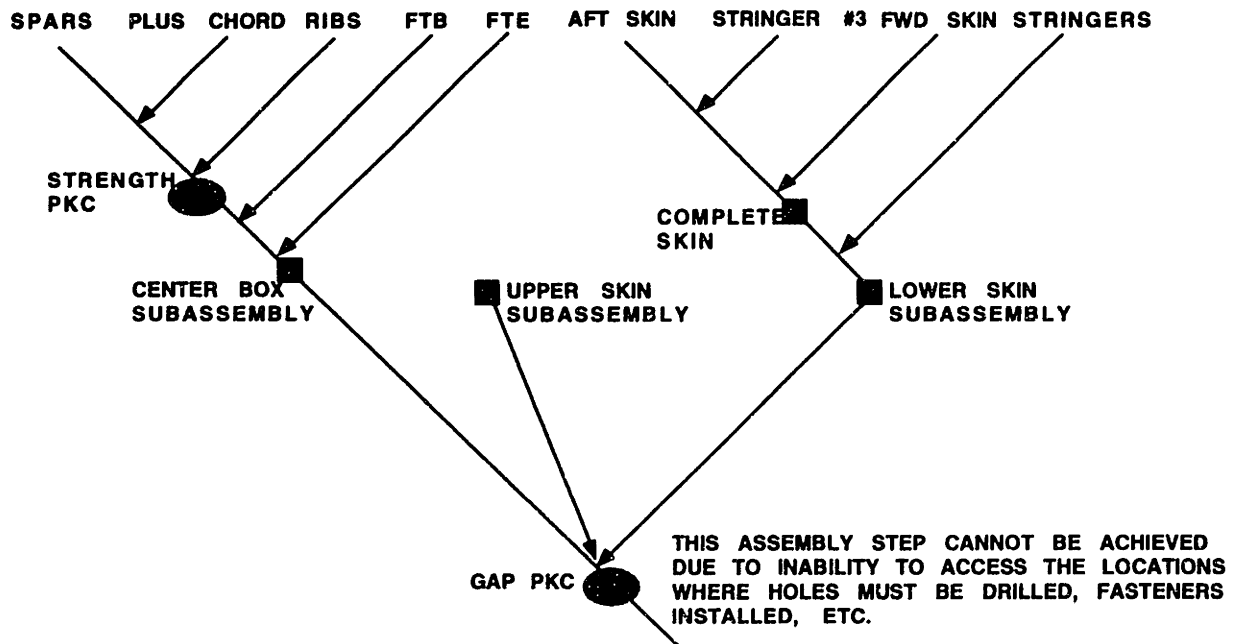 SPARS PLUS CHORD RIBS FTB FTE AFT SKIN STRINGER #3 FWD SKIN STRINGERS
STRENGTH
PKC
COMPLETE
SKIN
CENTER BOX
SUBASSEMBLY
UPPER SKIN
SUBASSEMBLY
LOWER SKIN
SUBASSEMBLY
GAP PKC
THIS ASSEMBLY STEP CANNOT BE ACHIEVED
DUE TO INABILITY TO ACCESS THE LOCATIONS
WHERE HOLES MUST BE DRILLED, FASTENERS
INSTALLED, ETC.